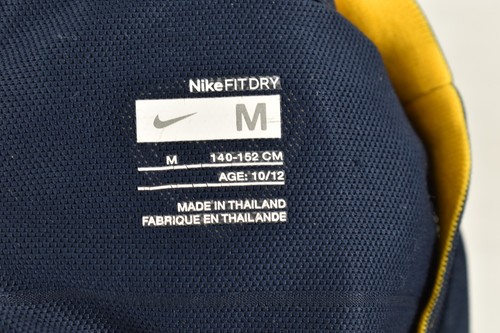 NikeFITDRY
M
M 140-152 CM
AGE: 10/12
MADE IN THAILAND
FABRIQUE EN THAILANDE